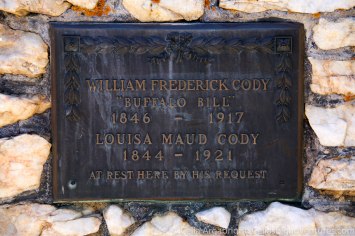 WILLIAM FREDERICK CODY
"BUFFALO BILL"
1846 - 1917
LOUISA MAUD CODY
1844 - 1921
AT REST HERE BY HIS REQUEST